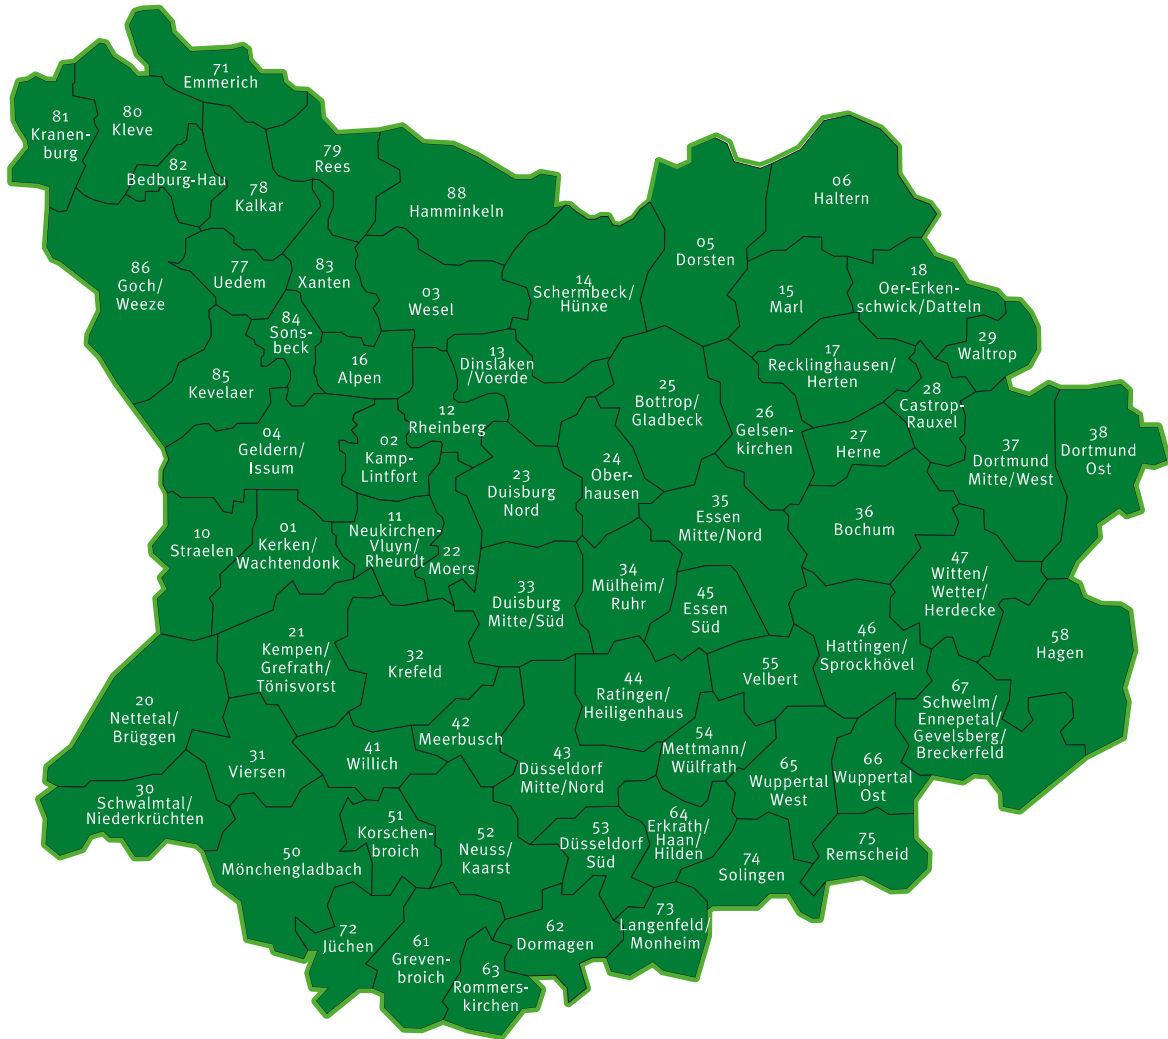 71
Emmerich
81
Kranen-
burg
80
Kleve
82
Bedburg-Hau
79
Rees
78
Kalkar
88
Hamminkeln
06
Haltern
05
Dorsten
86
Goch/
Weeze
77
Uedem
83
Xanten
03
Wesel
14
Schermbeck/
Hünxe
15
Marl
18
Oer-Erken-
schwick/Datteln
84
Sons-
beck
16
Alpen
13
Dinslaken
/Voerde
17
Recklinghausen/
Herten
29
Waltrop
85
Kevelaer
25
Bottrop/
Gladbeck
28
Castrop-
Rauxel
12
Rheinberg
26
Gelsen-
kirchen
04
Geldern/
Issum
02
Kamp-
Lintfort
27
Herne
37
Dortmund
Mitte/West
38
Dortmund
Ost
23
Duisburg
Nord
24
Ober-
hausen
35
Essen
Mitte/Nord
36
Bochum
10
Straelen
01
Kerken/
Wachtendonk
11
Neukirchen-
Vluyn/
Rheurdt
22
Moers
33
Duisburg
Mitte/Süd
34
Mülheim/
Ruhr
45
Essen
Süd
47
Witten/
Wetter/
Herdecke
21
Kempen/
Grefrath/
Tönisvorst
32
Krefeld
46
Hattingen/
Sprockhövel
58
Hagen
55
Velbert
44
Ratingen/
Heiligenhaus
67
Schwelm/
Ennepetal/
Gevelsberg/
Breckerfeld
20
Nettetal/
Brüggen
42
Meerbusch
31
Viersen
41
Willich
43
Düsseldorf
Mitte/Nord
54
Mettmann/
Wülfrath
65
Wuppertal
West
66
Wuppertal
Ost
30
Schwalmtal/
Niederkrüchten
51
Korschen-
broich
52
Neuss/
Kaarst
53
Düsseldorf
Süd
64
Erkrath/
Haan/
Hilden
75
Remscheid
50
Mönchengladbach
74
Solingen
72
Jüchen
61
Greven-
broich
62
Dormagen
73
Langenfeld/
Monheim
63
Rommers-
kirchen